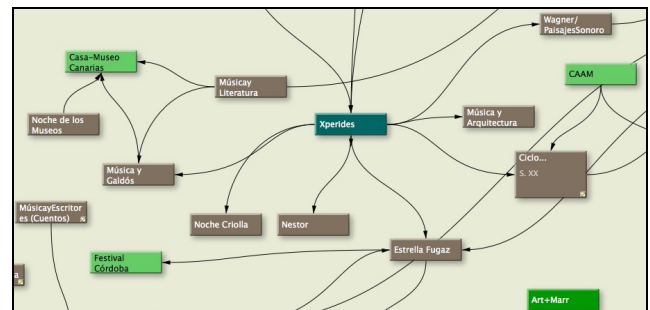 Wagner/
PaisajesSonoro
Casa-Museo
Canarias
CAAM
Músicay
Literatura
Noche de los
Museos
Xperides
Música y
Arquitectura
Ciclo...
S. XX
Música y
Galdós
MúsicayEscritor
es (Cuentos)
Noche Criolla
Nestor
Estrella Fugaz
Festival
Córdoba
a
Art+Marr